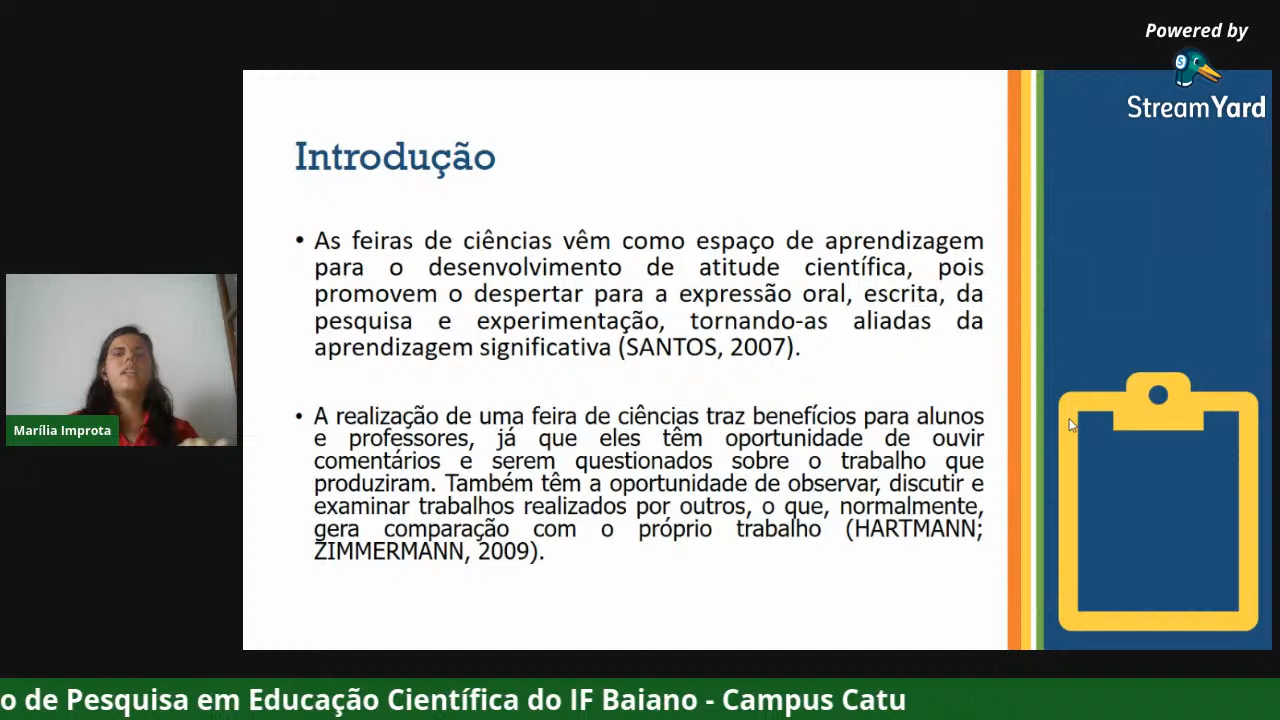 Powered by
StreamYard
Introdução
• As feiras de ciências vêm como espaço de aprendizagem
para o desenvolvimento de atitude científica, pois
promovem o despertar para a expressão oral, escrita, da
pesquisa e experimentação, tornando-as aliadas da
aprendizagem significativa (SANTOS, 2007).
• A realização de uma feira de ciências traz benefícios para alunos
e professores, já que eles têm oportunidade de ouvir
comentários e serem questionados sobre o trabalho que
produziram. Também têm a oportunidade de observar, discutir e
examinar trabalhos realizados por outros, o que, normalmente,
gera comparação com o próprio trabalho (HARTMANN;
ZIMMERMANN, 2009).
Marília Improta
o de Pesquisa em Educação Científica do IF Baiano - Campus Catu